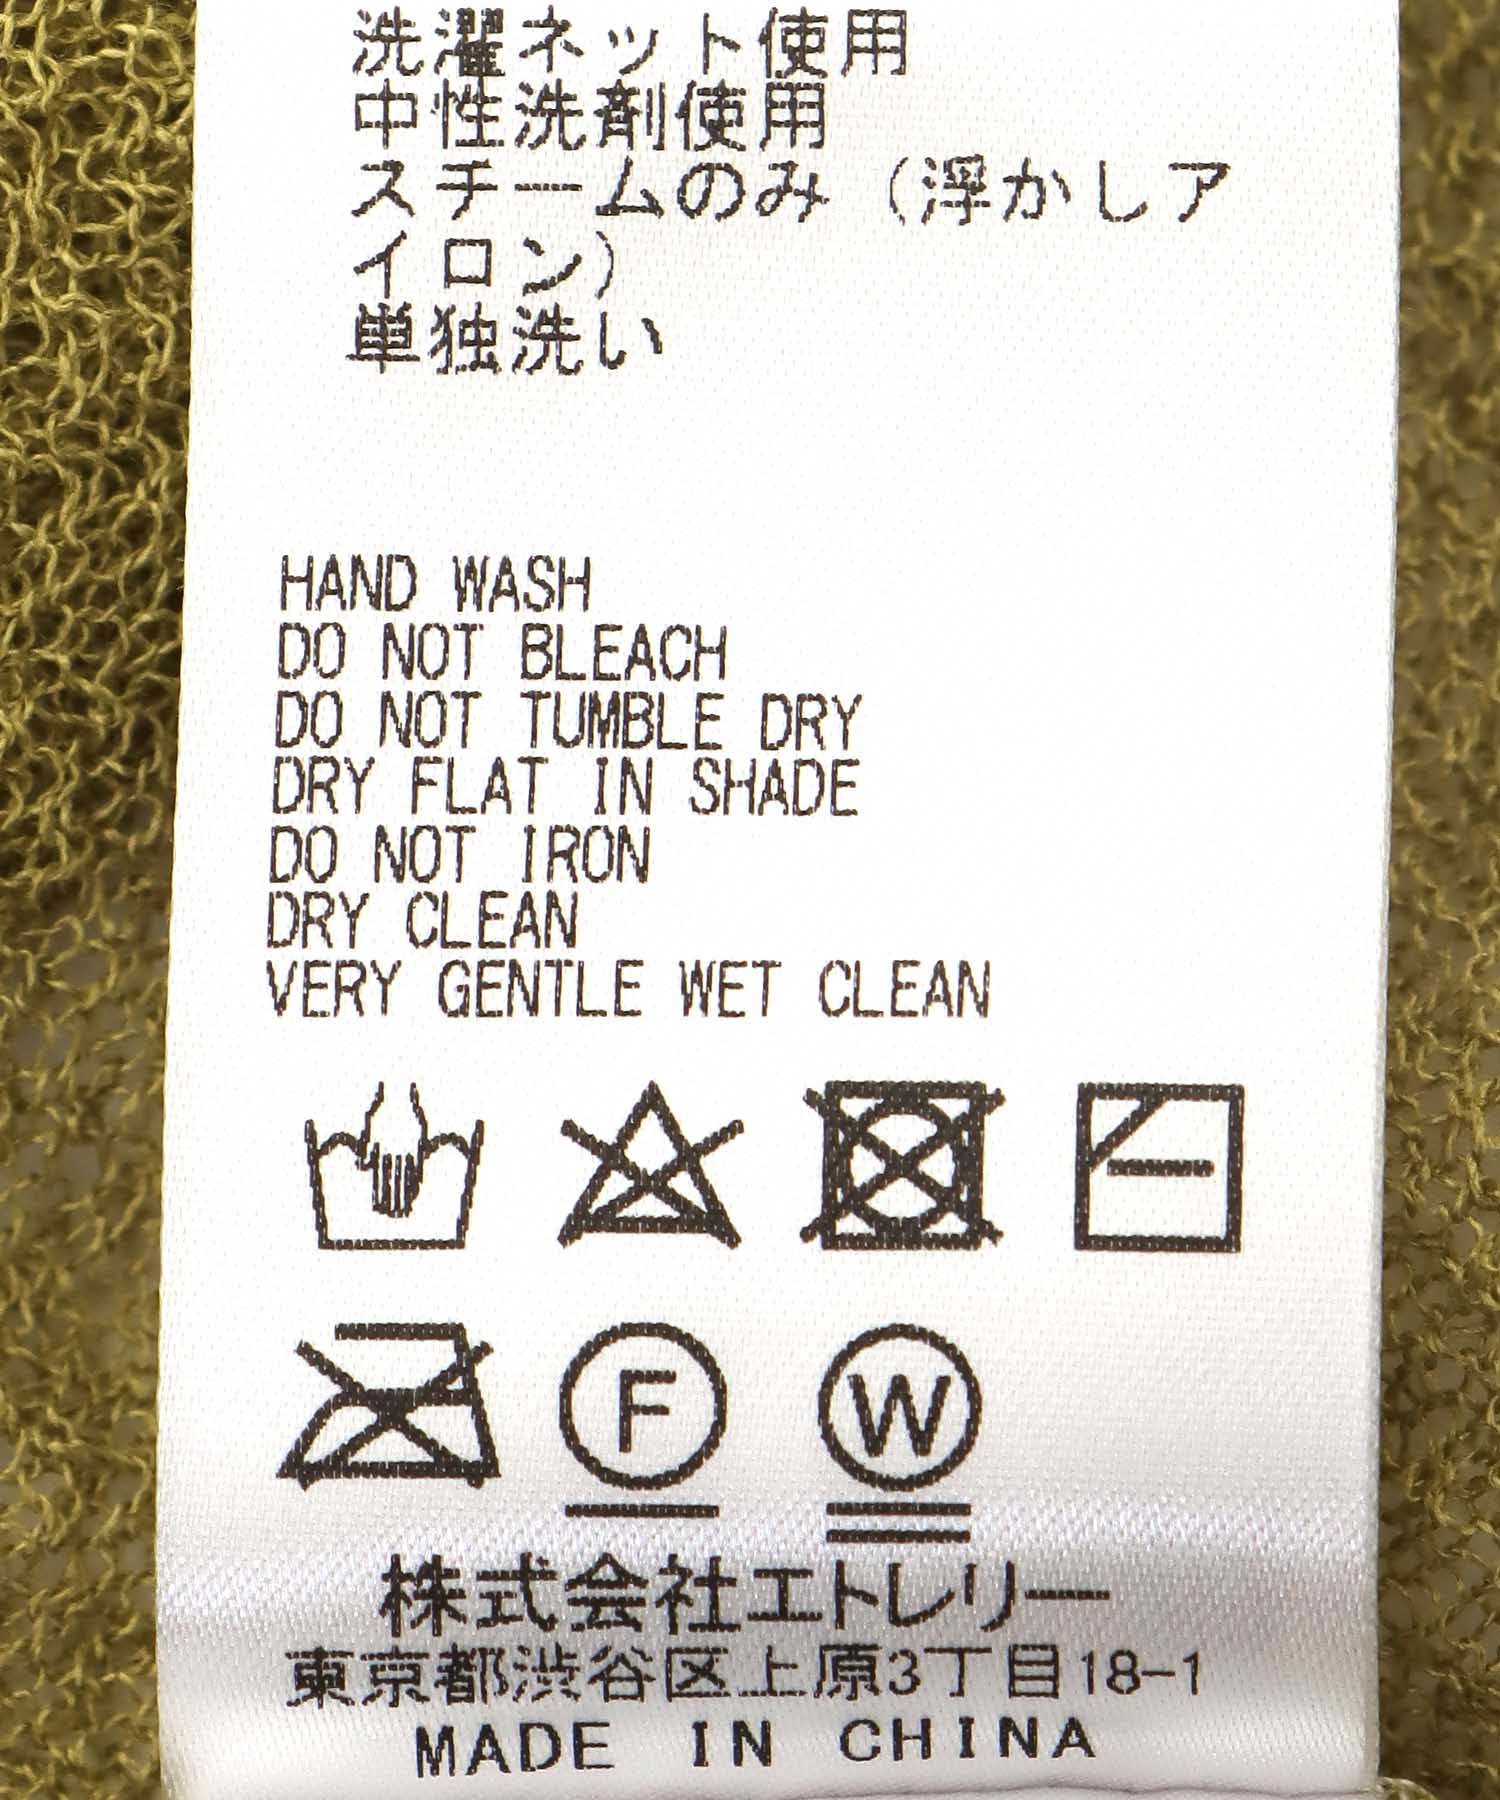 洗濯ネット使用
中性洗剤使用
スチームのみ（浮かしア
イロン）
単独洗い
HAND WASH
DO NOT BLEACH
DO NOT TUMBLE DRY
DRY FLAT IN SHADE
DO NOT IRON
DRY CLEAN
VERY GENTLE WET CLEAN
F W
株式会社エトレリー
東京都渋谷区上原3丁目18-1
MADE IN CHINA